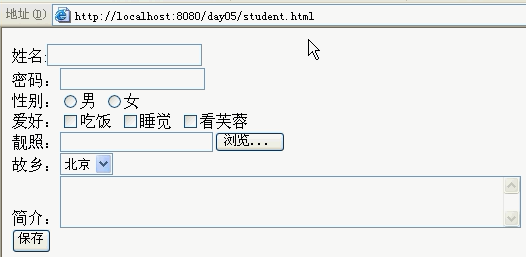 地址(D) http://localhost:8080/day05/student.html
姓名:
密码：
性别： 男 女
爱好： 吃饭 睡觉 看芙蓉
靓照： 浏览...
故乡： 北京
简介：
保存